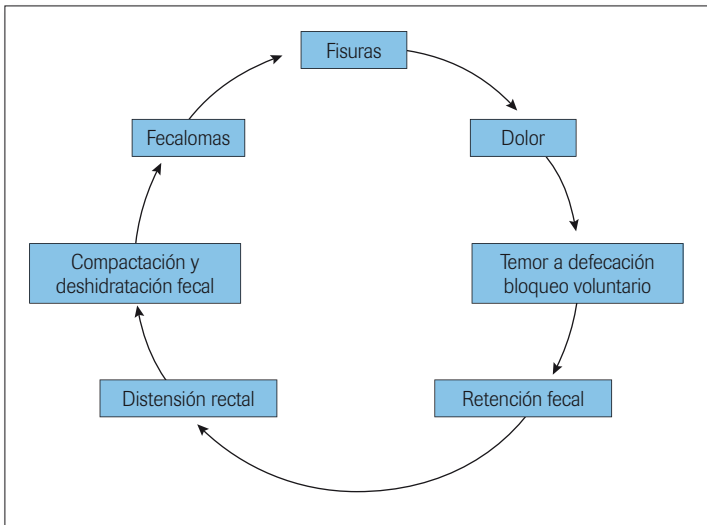 Fisuras
Dolor
Temor a defecación
bloqueo voluntario
Retención fecal
Distensión rectal
Compactación y
deshidratación fecal
Fecalomas